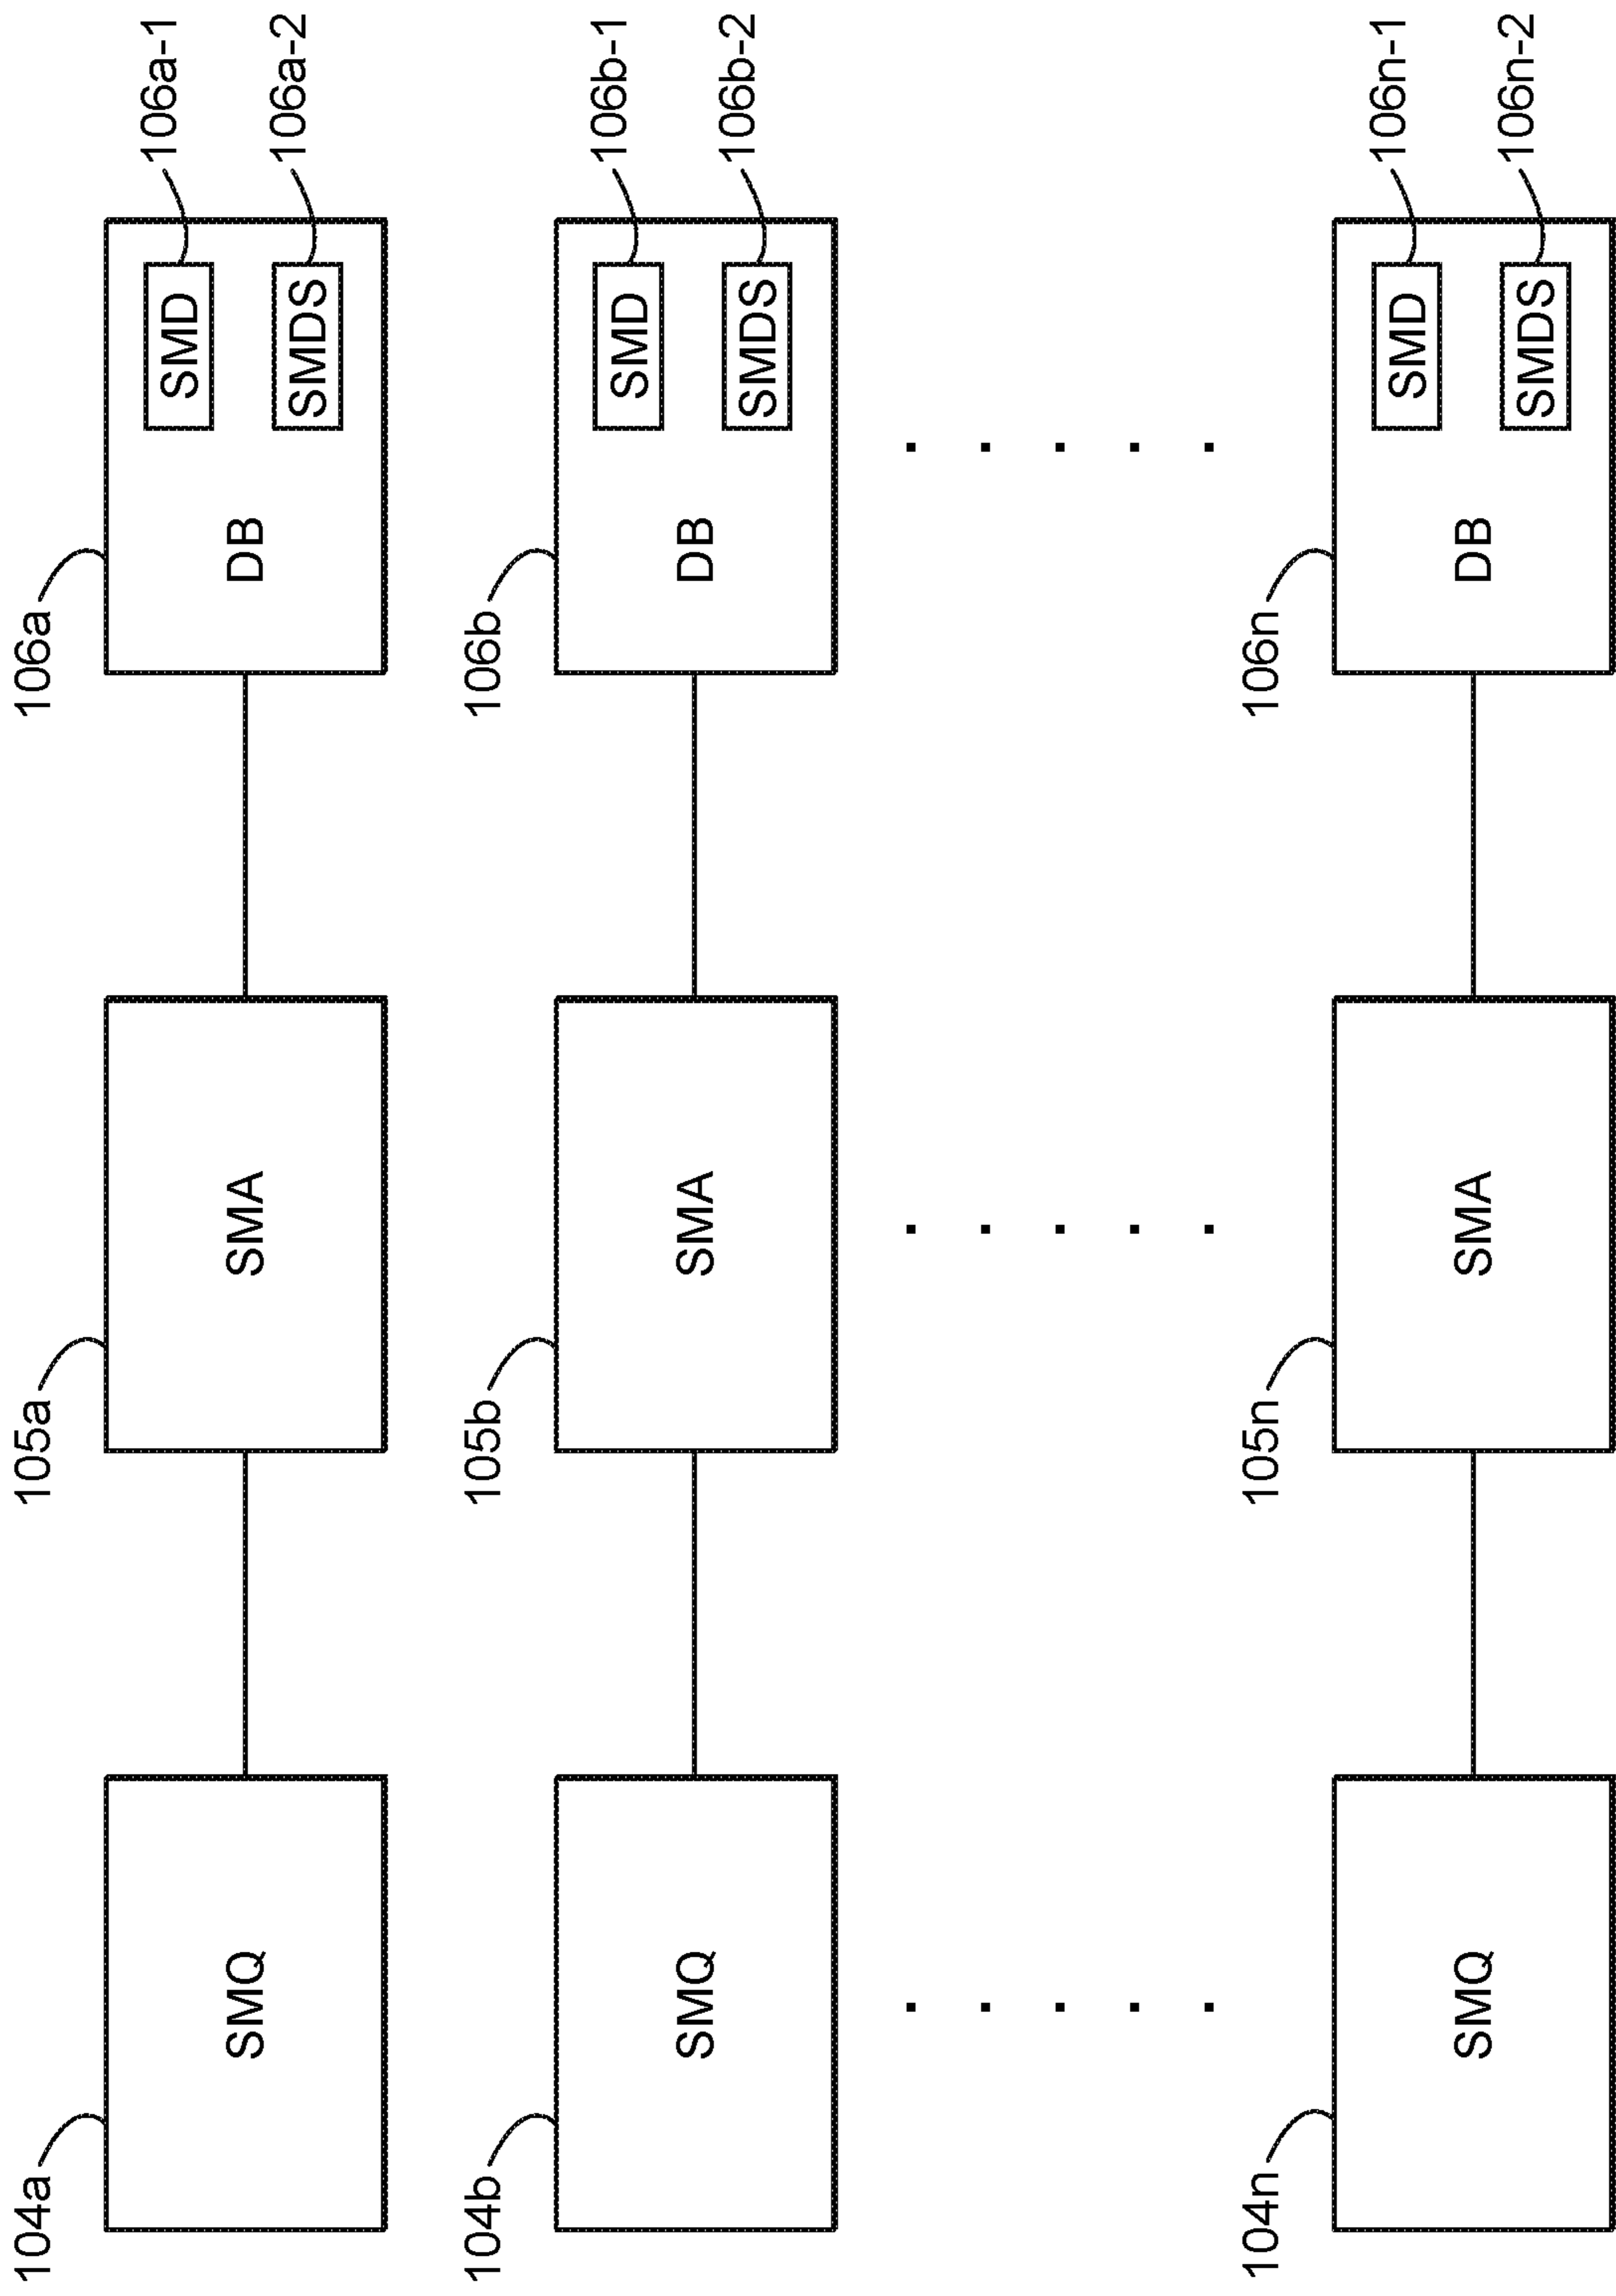 104a
SMQ
105a
SMA
106a
DB
SMD
106a-1
SMDS
106a-2
104b
SMQ
105b
SMA
106b
DB
SMD
106b-1
SMDS
106b-2
104n
SMQ
105n
SMA
106n
DB
SMD
106n-1
SMDS
106n-2